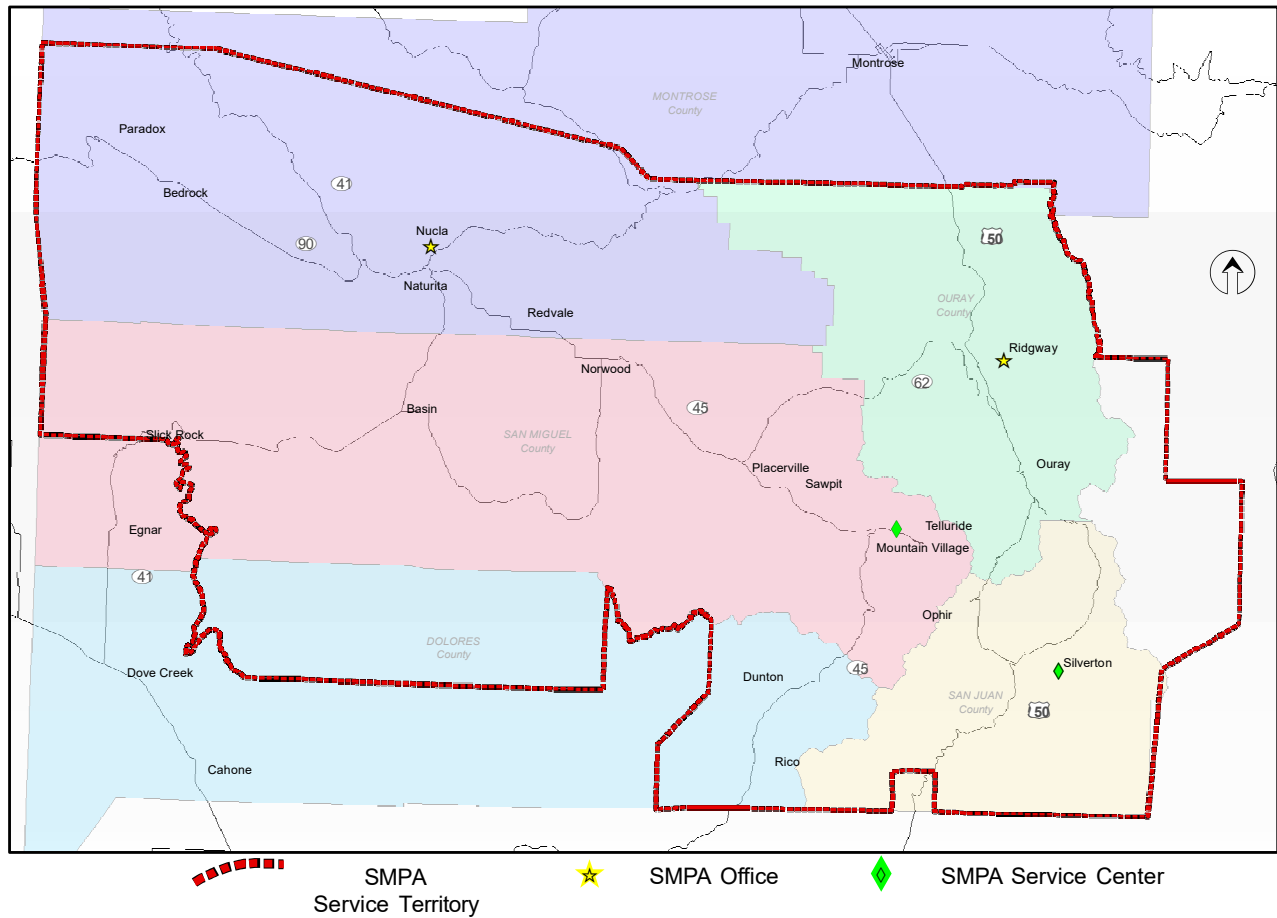 Montrose
MONTROSE
County
Paradox
41
Bedrock
Nucla
50
90
Naturita
OURAY
County
Redvale
Ridgway
Norwood
62
Basin
45
Slick Rock
SAN MIGUEL
County
Ouray
Placerville
Sawpit
Egnar
Telluride
Mountain Village
41
Ophir
DOLORES
County
Silverton
45
Dove Creek
Dunton
SAN JUAN
County
50
Rico
Cahone
SMPA
Service Territory
SMPA Office
SMPA Service Center